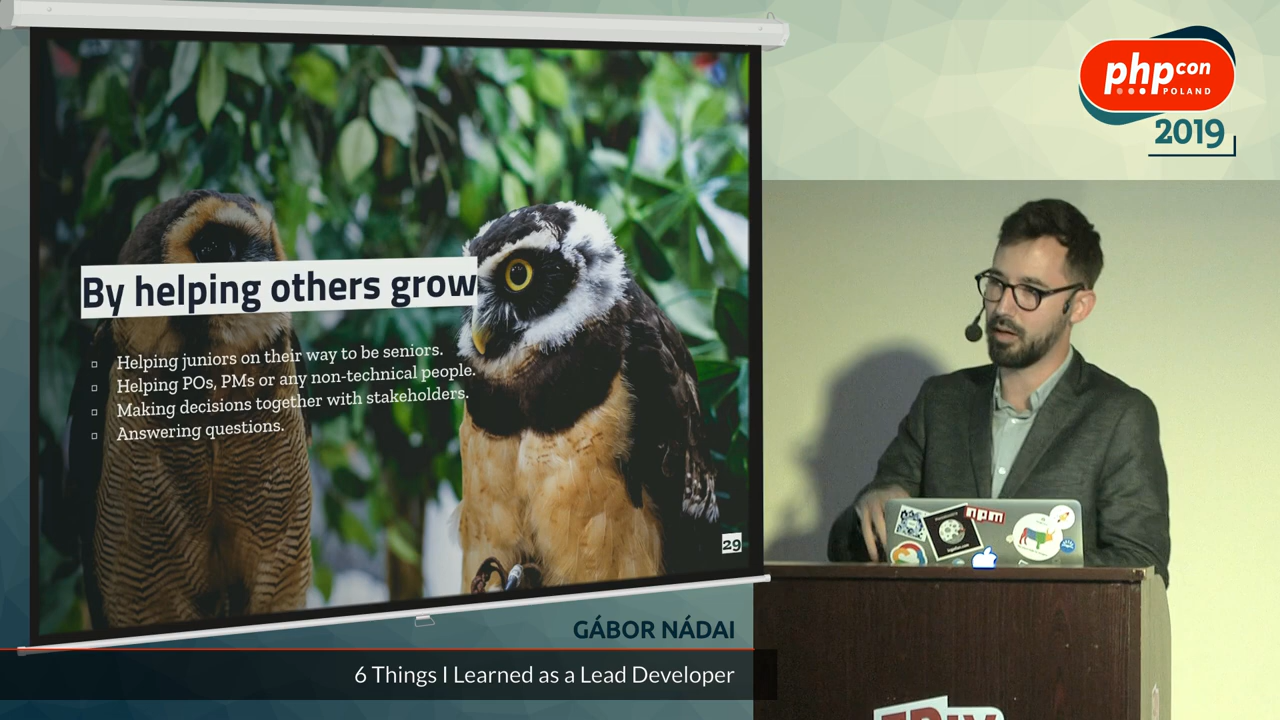 By helping others grow
Helping juniors on their way to be seniors.
Helping POs, PMs or any non-technical people.
Making decisions together with stakeholders.
Answering questions.
29
php con
POLAND
2019
npm
GÁBOR NÁDAI
6 Things I Learned as a Lead Developer